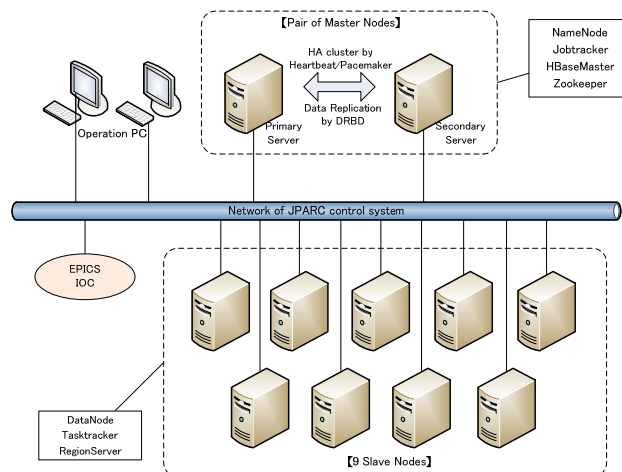 【Pair of Master Nodes】
HA cluster by
Heartbeat/Pacemaker
Data Replication
by DRBD
Primary
Server
Secondary
Server
NameNode
Jobtracker
HBaseMaster
Zookeeper
Operation PC
Network of JPARC control system
EPICS
IOC
DataNode
Tasktracker
RegionServer
【9 Slave Nodes】